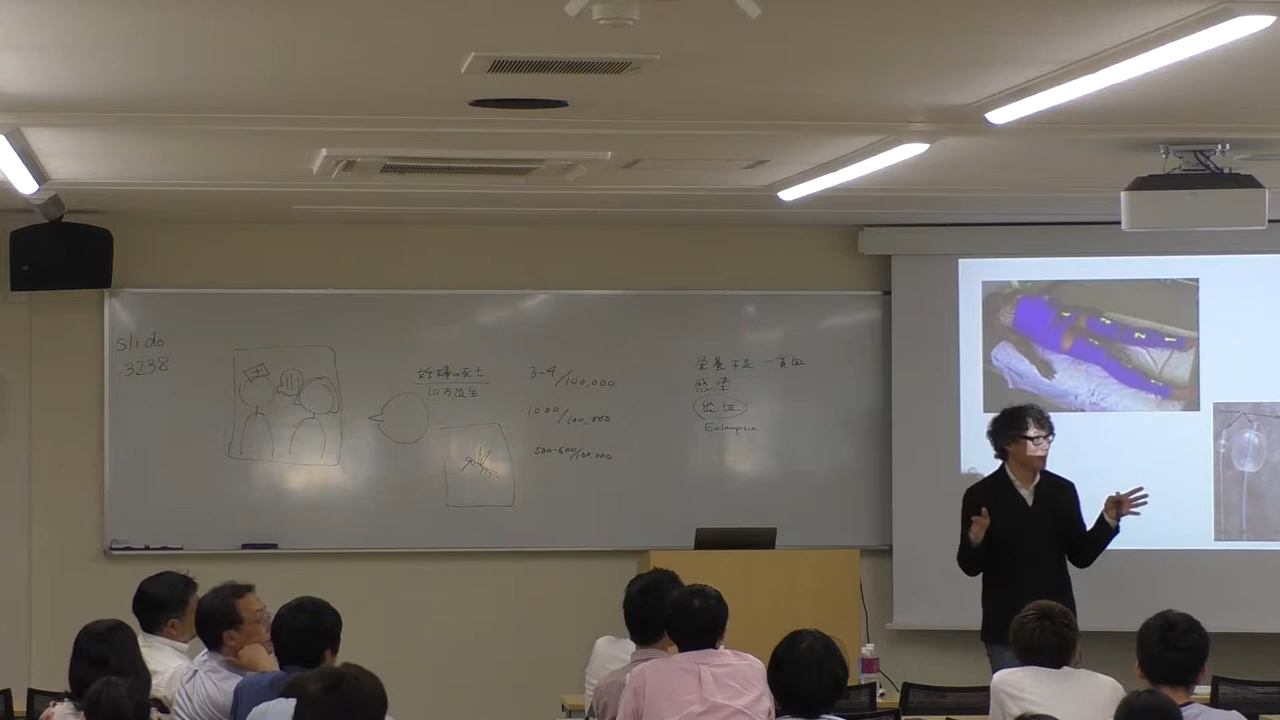 slido
3238
妊婦の死亡
10万出生
3-4/100,000
1000/100,000
500-600/100,000
栄養不足 — 貧血
感染
出血
Eclampsia